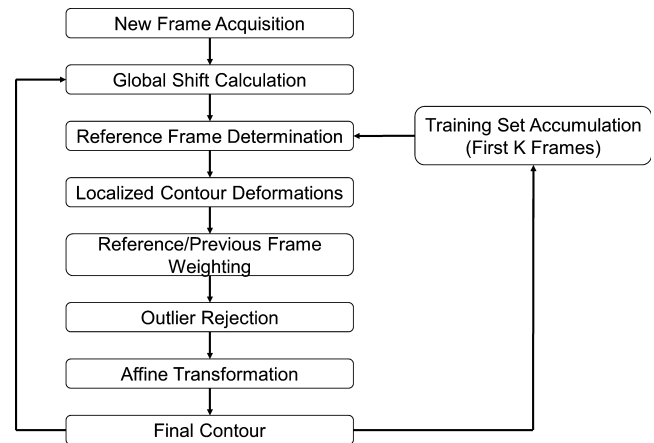 New Frame Acquisition
Global Shift Calculation
Reference Frame Determination
Training Set Accumulation
(First K Frames)
Localized Contour Deformations
Reference/Previous Frame
Weighting
Outlier Rejection
Affine Transformation
Final Contour